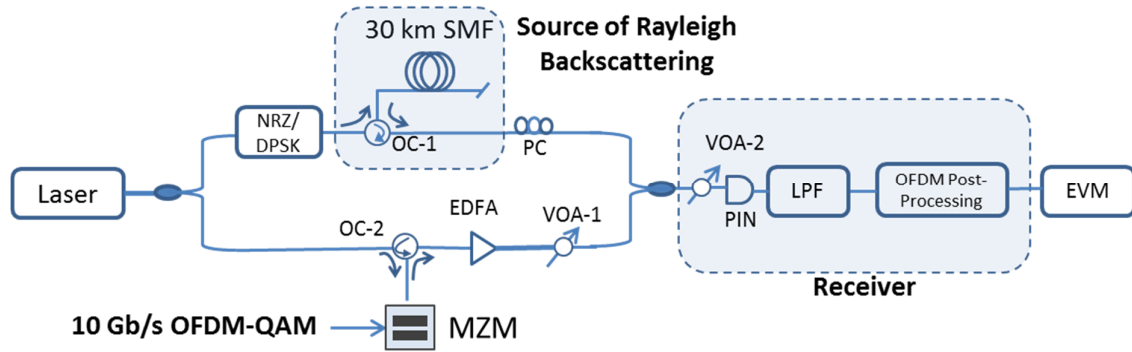 30 km SMF
Source of Rayleigh
Backscattering
NRZ/
DPSK
OC-1
PC
Laser
VOA-2
PIN
LPF
OFDM Post-
Processing
EVM
OC-2
EDFA
VOA-1
Receiver
10 Gb/s OFDM-QAM
MZM